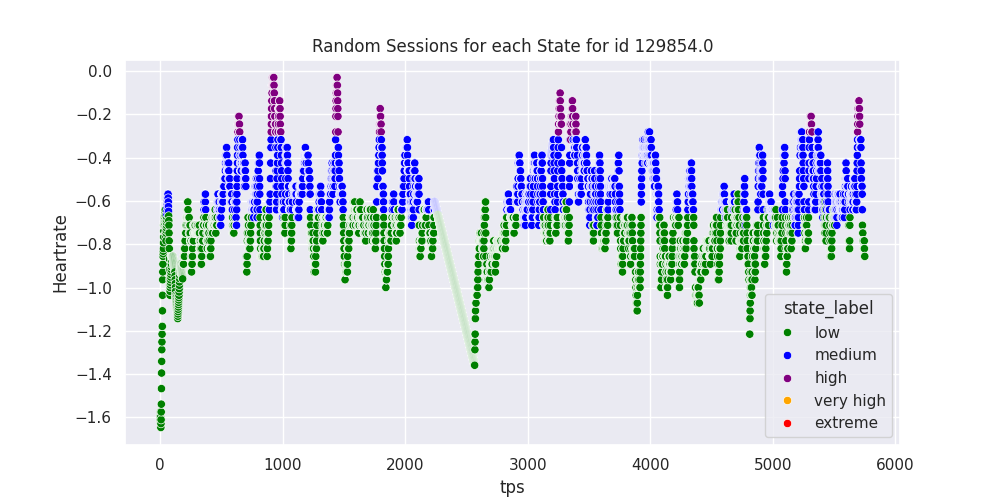 Random Sessions for each State for id 129854.0
Heartrate
0.0
−0.2
−0.4
−0.6
−0.8
−1.0
−1.2
−1.4
−1.6
state_label
low
medium
high
very high
extreme
0 1000 2000 3000 4000 5000 6000
tps